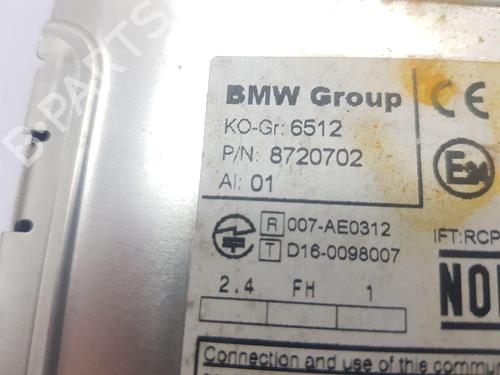 BMW Group
KO-Gr: 6512
P/N: 8720702
AI: 01
CE
E24
R 007-AE0312
T D16-0098007
IFT:RCP
2.4 FH 1
Connection and use of this commu
B-PARTS